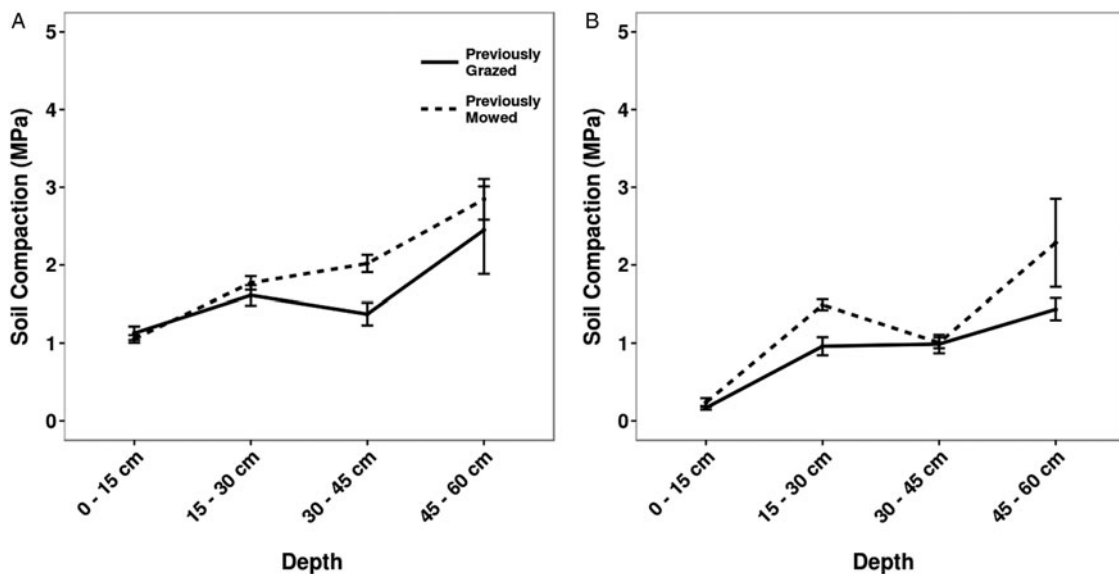 A
Soil Compaction (MPa)
5
4
3
2
1
0
Previously
Grazed
Previously
Mowed
0 - 15 cm
15 - 30 cm
30 - 45 cm
45 - 60 cm
Depth
B
Soil Compaction (MPa)
5
4
3
2
1
0
0 - 15 cm
15 - 30 cm
30 - 45 cm
45 - 60 cm
Depth